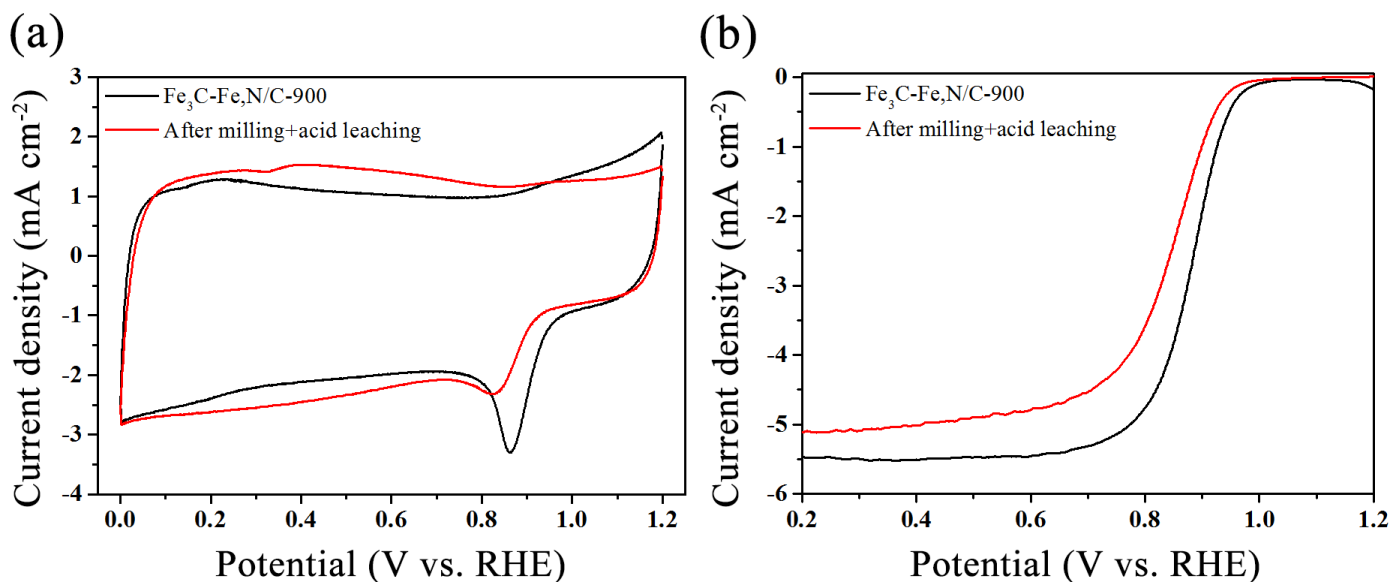 (a)
Current density (mA cm-2)
3
2
1
0
-1
-2
-3
-4
Fe3C-Fe,N/C-900
After milling+acid leaching
0.0 0.2 0.4 0.6 0.8 1.0 1.2
Potential (V vs. RHE)
(b)
Current density (mA cm-2)
0
-1
-2
-3
-4
-5
-6
Fe3C-Fe,N/C-900
After milling+acid leaching
0.2 0.4 0.6 0.8 1.0 1.2
Potential (V vs. RHE)